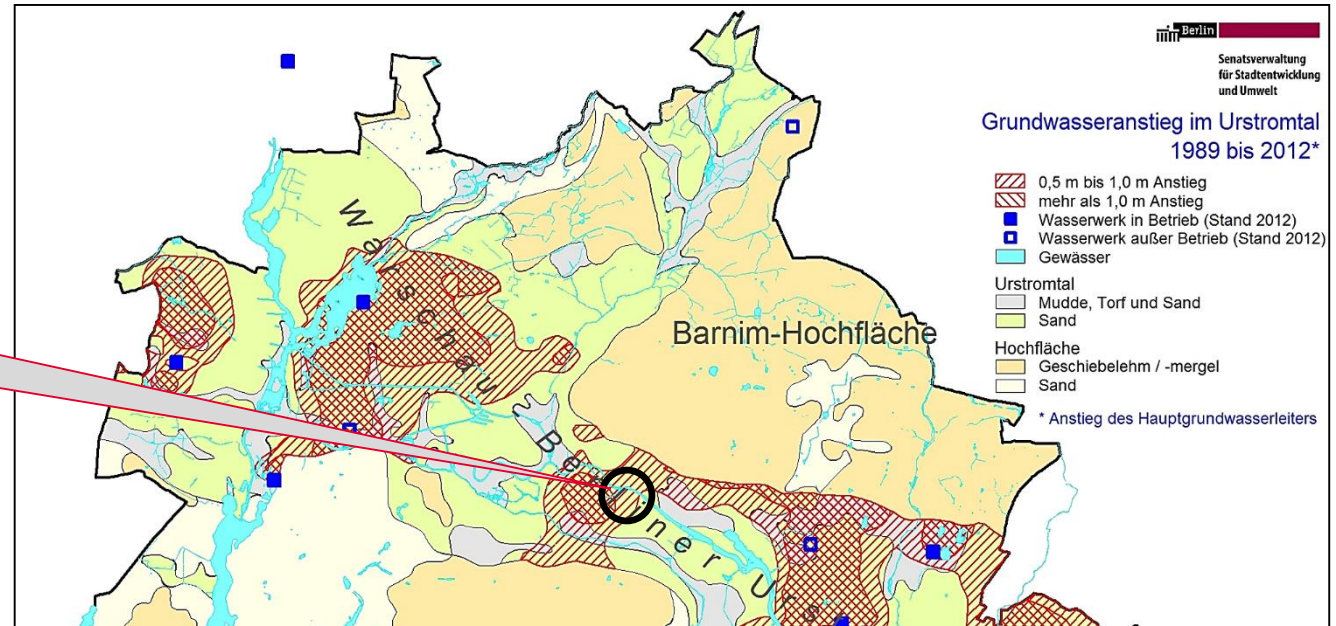 Berlin
Senatsverwaltung
für Stadtentwicklung
und Umwelt
Grundwasseranstieg im Urstromtal
1989 bis 2012*
0,5 m bis 1,0 m Anstieg
mehr als 1,0 m Anstieg
Wasserwerk in Betrieb (Stand 2012)
Wasserwerk außer Betrieb (Stand 2012)
Gewässer
Urstromtal
Mudde, Torf und Sand
Sand
Hochfläche
Geschiebelehm / -mergel
Sand
* Anstieg des Hauptgrundwasserleiters
Barnim-Hochfläche
Warschau - Berliner Urs